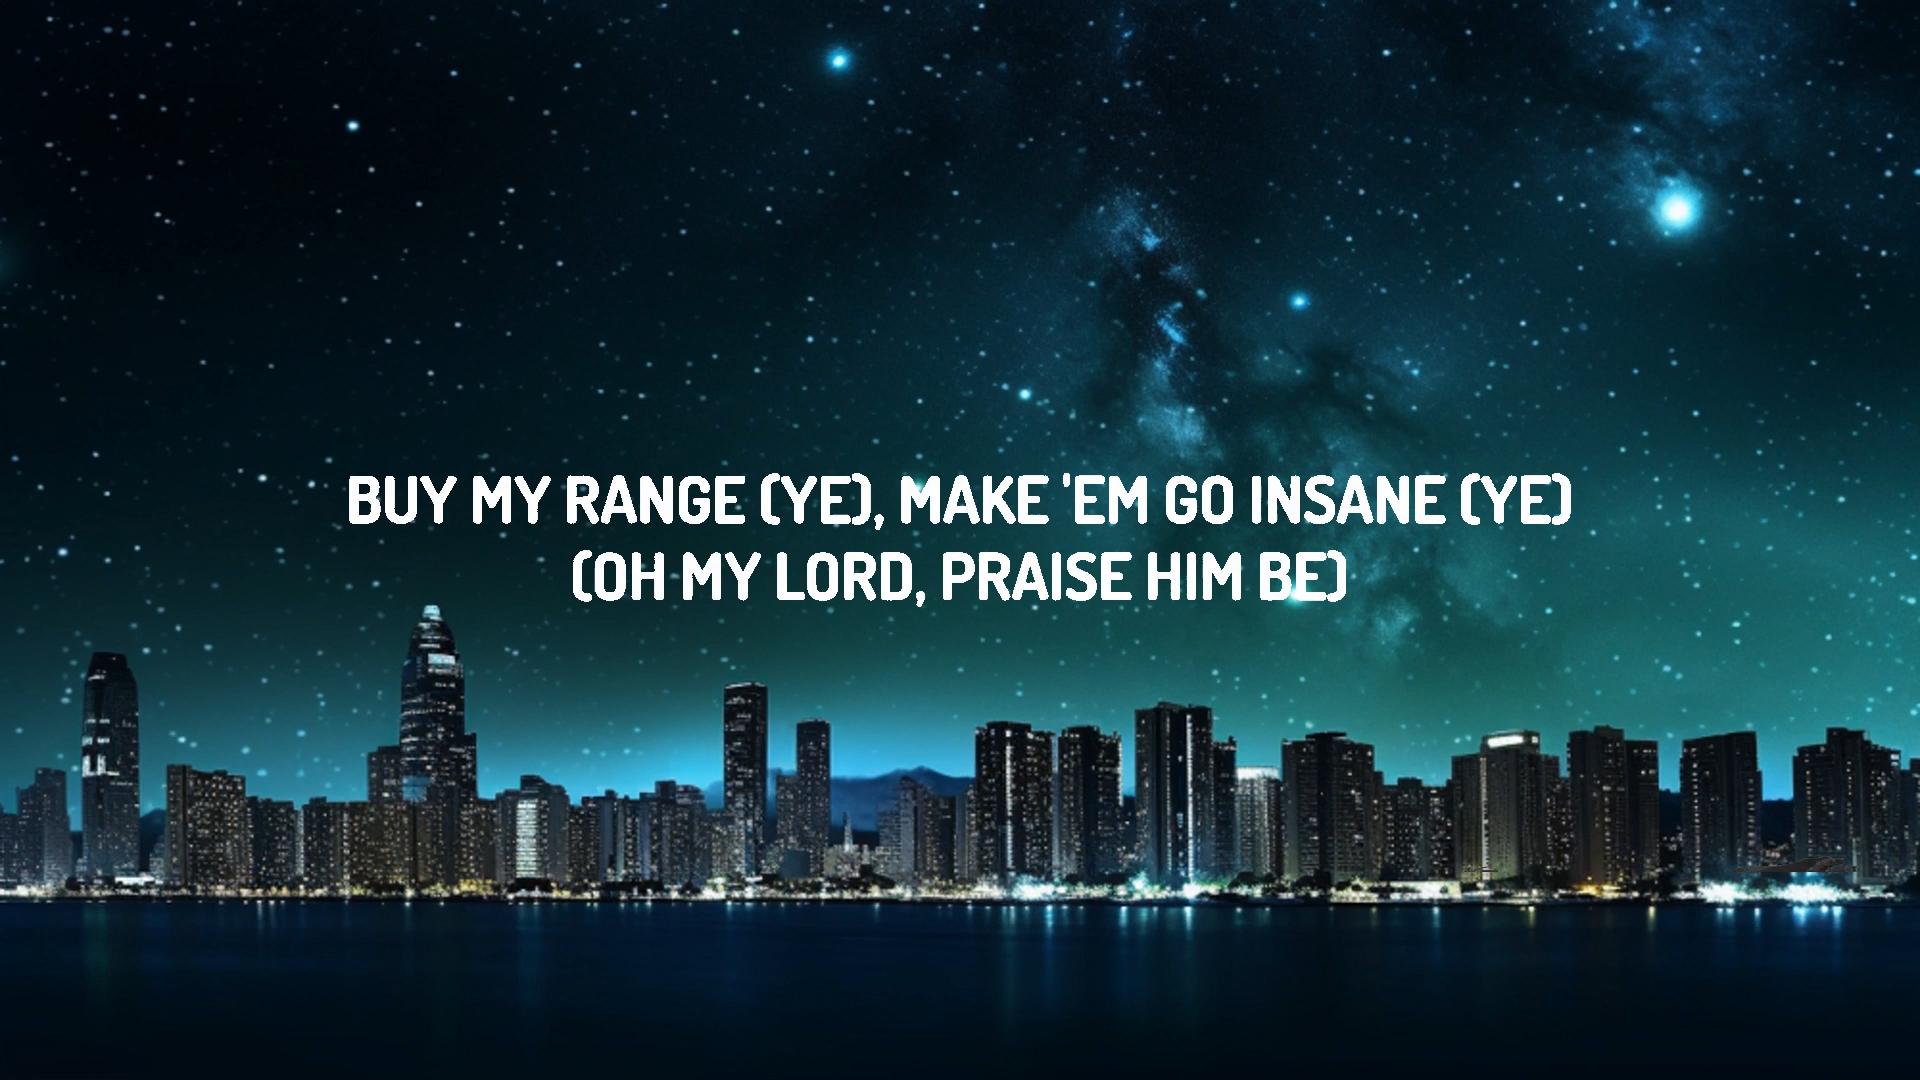 BUY MY RANGE (YE), MAKE 'EM GO INSANE (YE)
(OH MY LORD, PRAISE HIM BE)